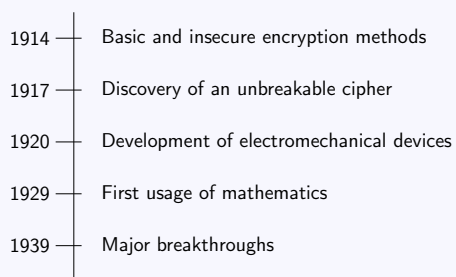 1914 Basic and insecure encryption methods
1917 Discovery of an unbreakable cipher
1920 Development of electromechanical devices
1929 First usage of mathematics
1939 Major breakthroughs